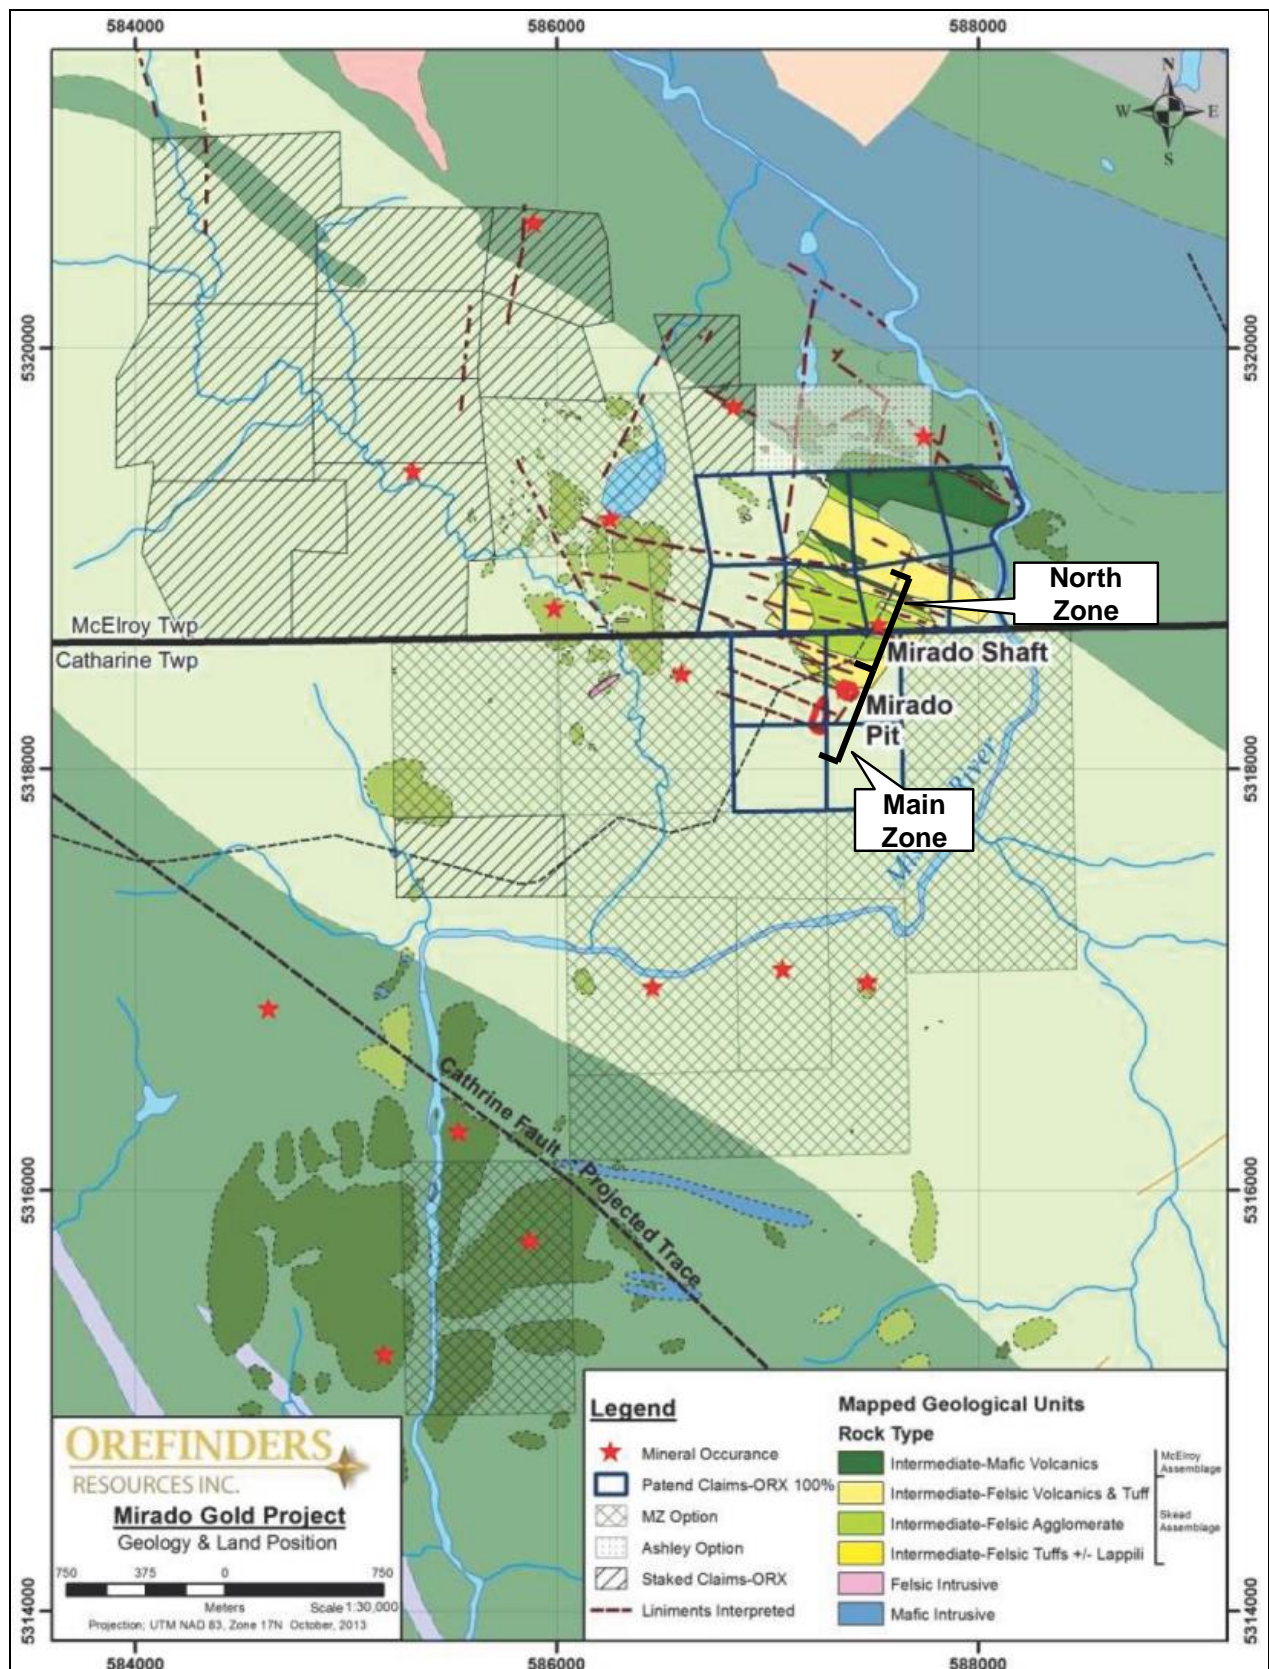 584000
586000
588000
N
W
E
S
5320000
5320000
McElroy Twp
Catharine Twp
North
Zone
Mirado Shaft
Mirado
Pit
5318000
5318000
Main
Zone
River
Cathrine Fault Projected Trace
5316000
5316000
OREFINDERS
RESOURCES INC.
Mirado Gold Project
Geology & Land Position
750
375
0
750
Meters
Scale 1:30,000
Projection; UTM NAD 83, Zone 17N October, 2013
Legend
Mineral Occurance
Patend Claims-ORX 100%
MZ Option
Ashley Option
Staked Claims-ORX
Liniments Interpreted
Mapped Geological Units
Rock Type
Intermediate-Mafic Volcanics
Intermediate-Felsic Volcanics & Tuff
Intermediate-Felsic Agglomerate
Intermediate-Felsic Tuffs +/- Lappili
Felsic Intrusive
Mafic Intrusive
McElroy
Assemblage
Skead
Assemblage
5314000
5314000
584000
586000
588000